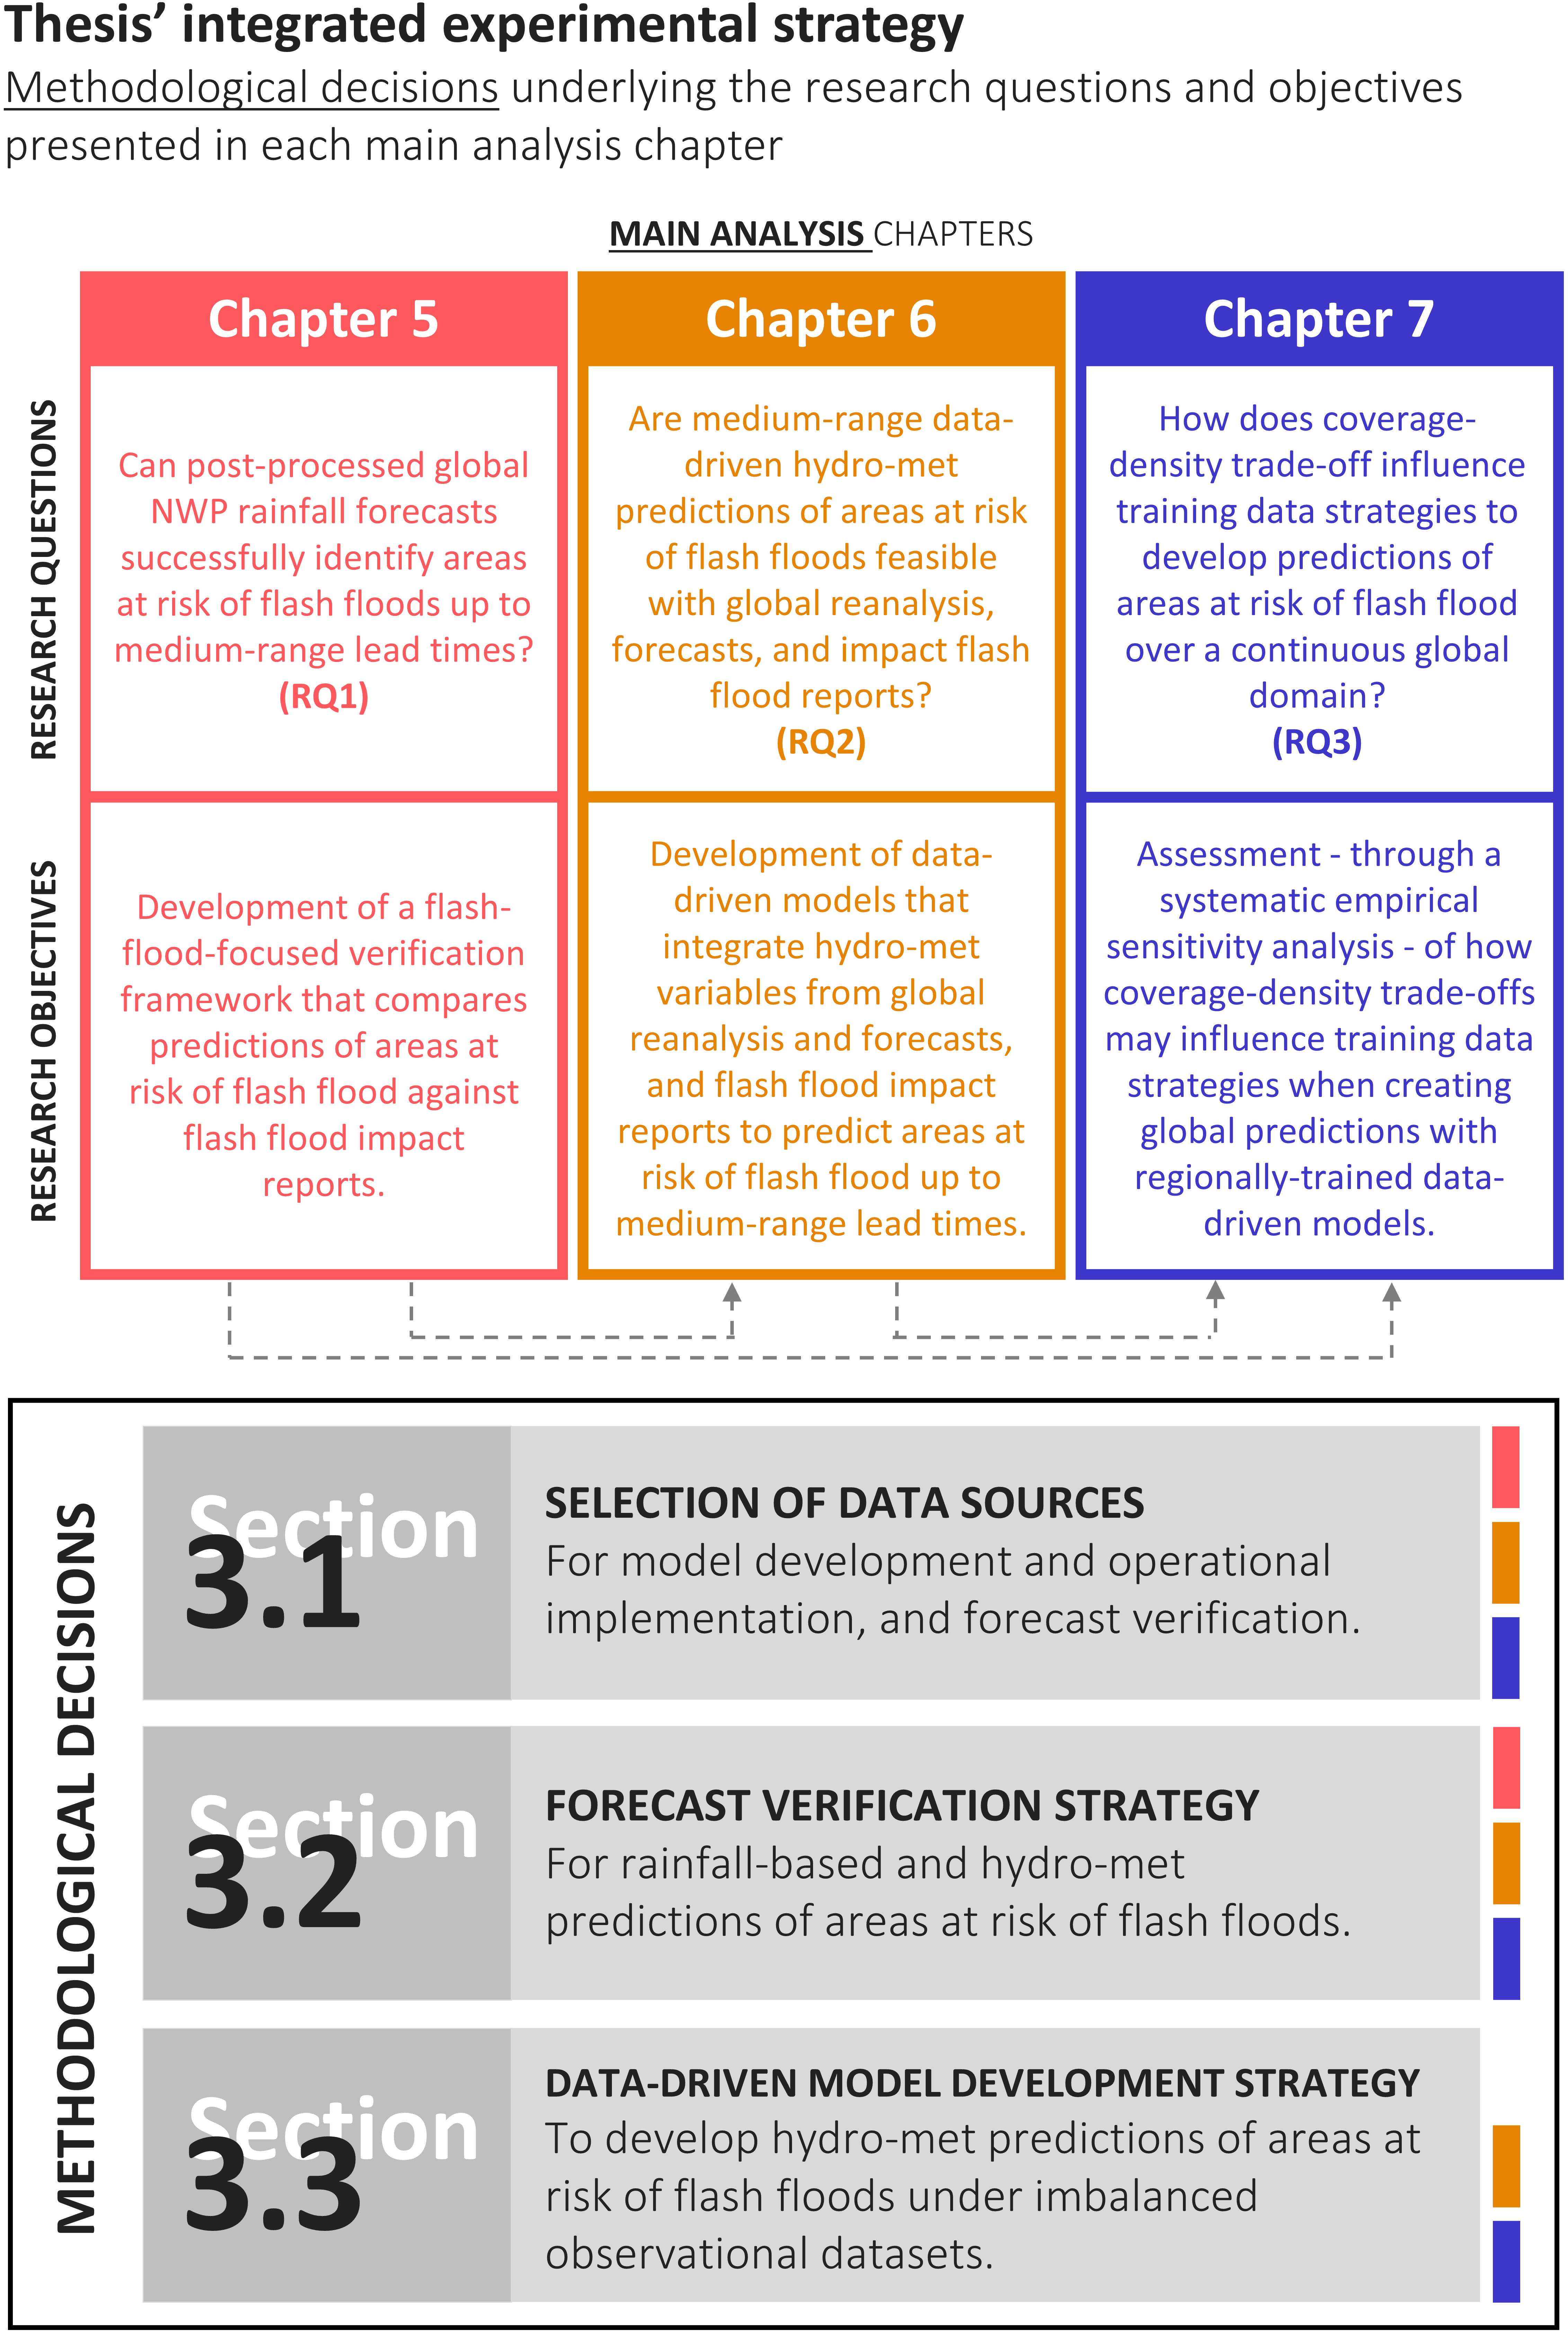 Thesis’ integrated experimental strategy
Methodological decisions underlying the research questions and objectives
presented in each main analysis chapter
MAIN ANALYSIS CHAPTERS
Chapter 5
Chapter 6
Chapter 7
RESEARCH QUESTIONS
Can post-processed global
NWP rainfall forecasts
successfully identify areas
at risk of flash floods up to
medium-range lead times?
(RQ1)
Are medium-range data-
driven hydro-met
predictions of areas at risk
of flash floods feasible
with global reanalysis,
forecasts, and impact flash
flood reports?
(RQ2)
How does coverage-
density trade-off influence
training data strategies to
develop predictions of
areas at risk of flash flood
over a continuous global
domain?
(RQ3)
RESEARCH OBJECTIVES
Development of a flash-
flood-focused verification
framework that compares
predictions of areas at
risk of flash flood against
flash flood impact
reports.
Development of data-
driven models that
integrate hydro-met
variables from global
reanalysis and forecasts,
and flash flood impact
reports to predict areas at
risk of flash flood up to
medium-range lead times.
Assessment - through a
systematic empirical
sensitivity analysis - of how
coverage-density trade-offs
may influence training data
strategies when creating
global predictions with
regionally-trained data-
driven models.
METHODOLOGICAL DECISIONS
Section
3.1
SELECTION OF DATA SOURCES
For model development and operational
implementation, and forecast verification.
Section
3.2
FORECAST VERIFICATION STRATEGY
For rainfall-based and hydro-met
predictions of areas at risk of flash floods.
Section
3.3
DATA-DRIVEN MODEL DEVELOPMENT STRATEGY
To develop hydro-met predictions of areas at
risk of flash floods under imbalanced
observational datasets.